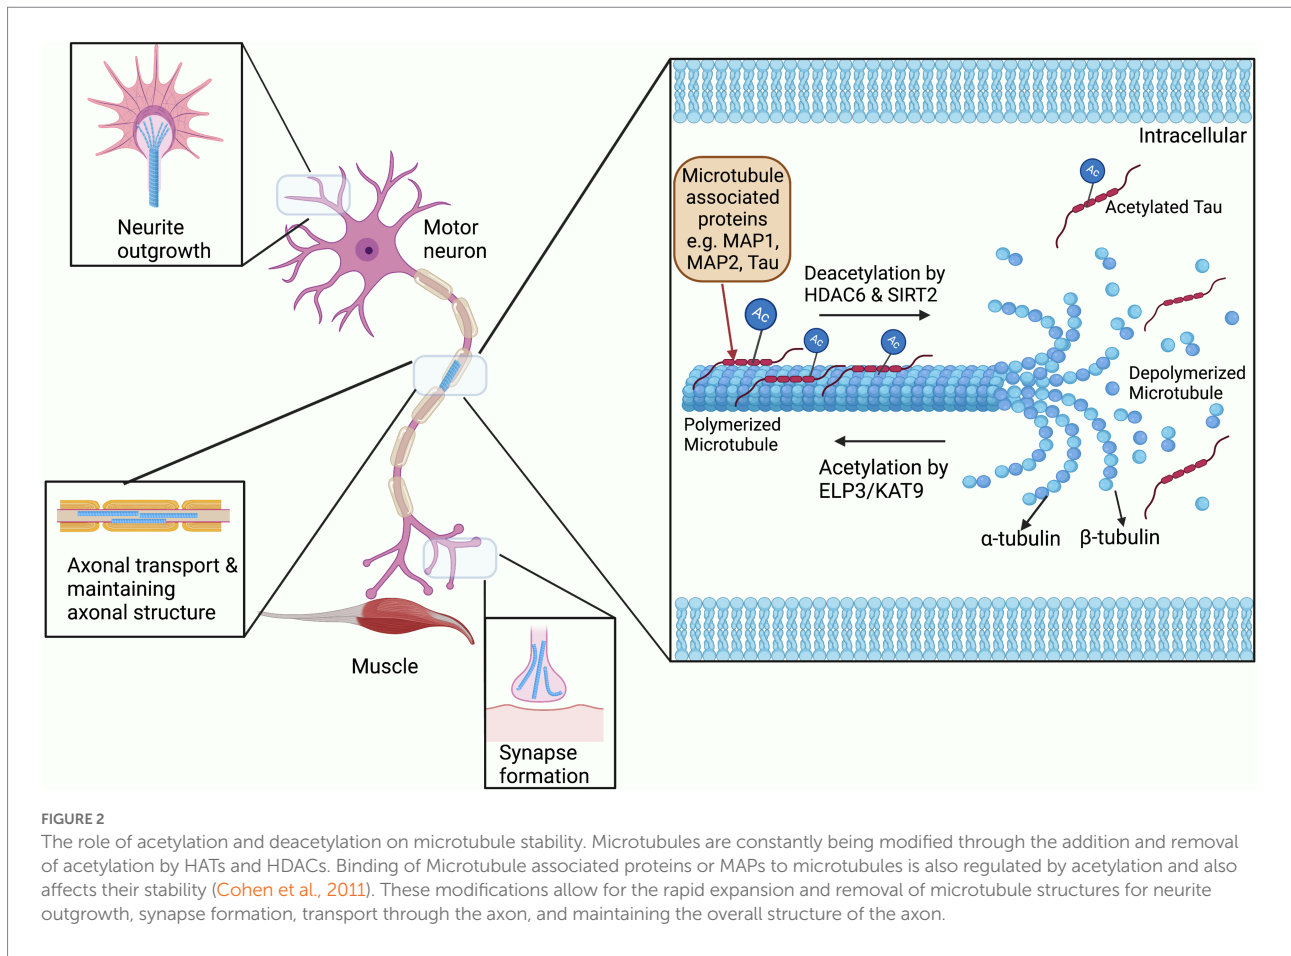 Neurite
outgrowth
Motor
neuron
Axonal transport &
maintaining
axonal structure
Muscle
Synapse
formation
Intracellular
Microtubule
associated
proteins
e.g. MAP1,
MAP2, Tau
Ac
Acetylated Tau
Deacetylation by
HDAC6 & SIRT2
Ac
Ac
Ac
Depolymerized
Microtubule
Polymerized
Microtubule
Acetylation by
ELP3/KAT9
α-tubulin
β-tubulin
FIGURE 2
The role of acetylation and deacetylation on microtubule stability. Microtubules are constantly being modified through the addition and removal
of acetylation by HATs and HDACs. Binding of Microtubule associated proteins or MAPs to microtubules is also regulated by acetylation and also
affects their stability (Cohen et al., 2011). These modifications allow for the rapid expansion and removal of microtubule structures for neurite
outgrowth, synapse formation, transport through the axon, and maintaining the overall structure of the axon.